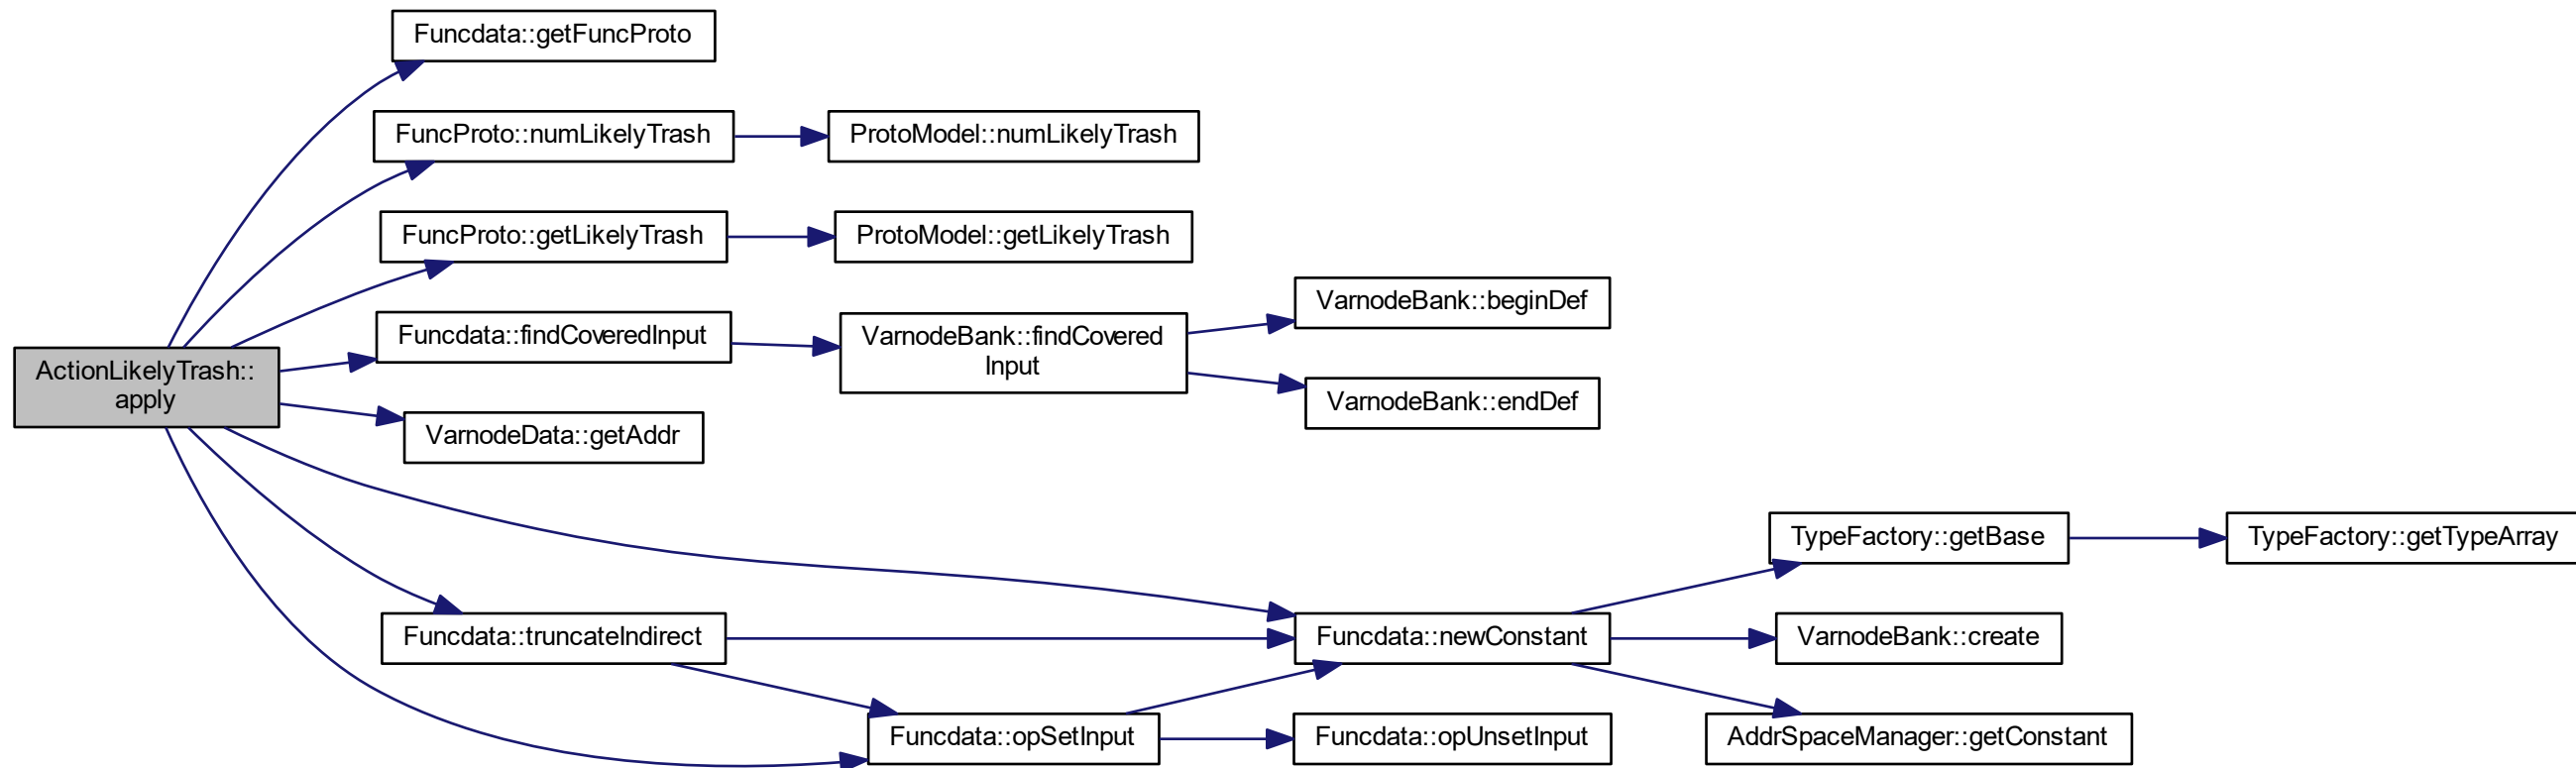 Funcdata::getFuncProto
FuncProto::numLikelyTrash
ProtoModel::numLikelyTrash
FuncProto::getLikelyTrash
ProtoModel::getLikelyTrash
VarnodeBank::beginDef
Funcdata::findCoveredInput
VarnodeBank::findCovered
Input
ActionLikelyTrash::
apply
VarnodeBank::endDef
VarnodeData::getAddr
TypeFactory::getBase
TypeFactory::getTypeArray
Funcdata::truncateIndirect
Funcdata::newConstant
VarnodeBank::create
Funcdata::opSetInput
Funcdata::opUnsetInput
AddrSpaceManager::getConstant